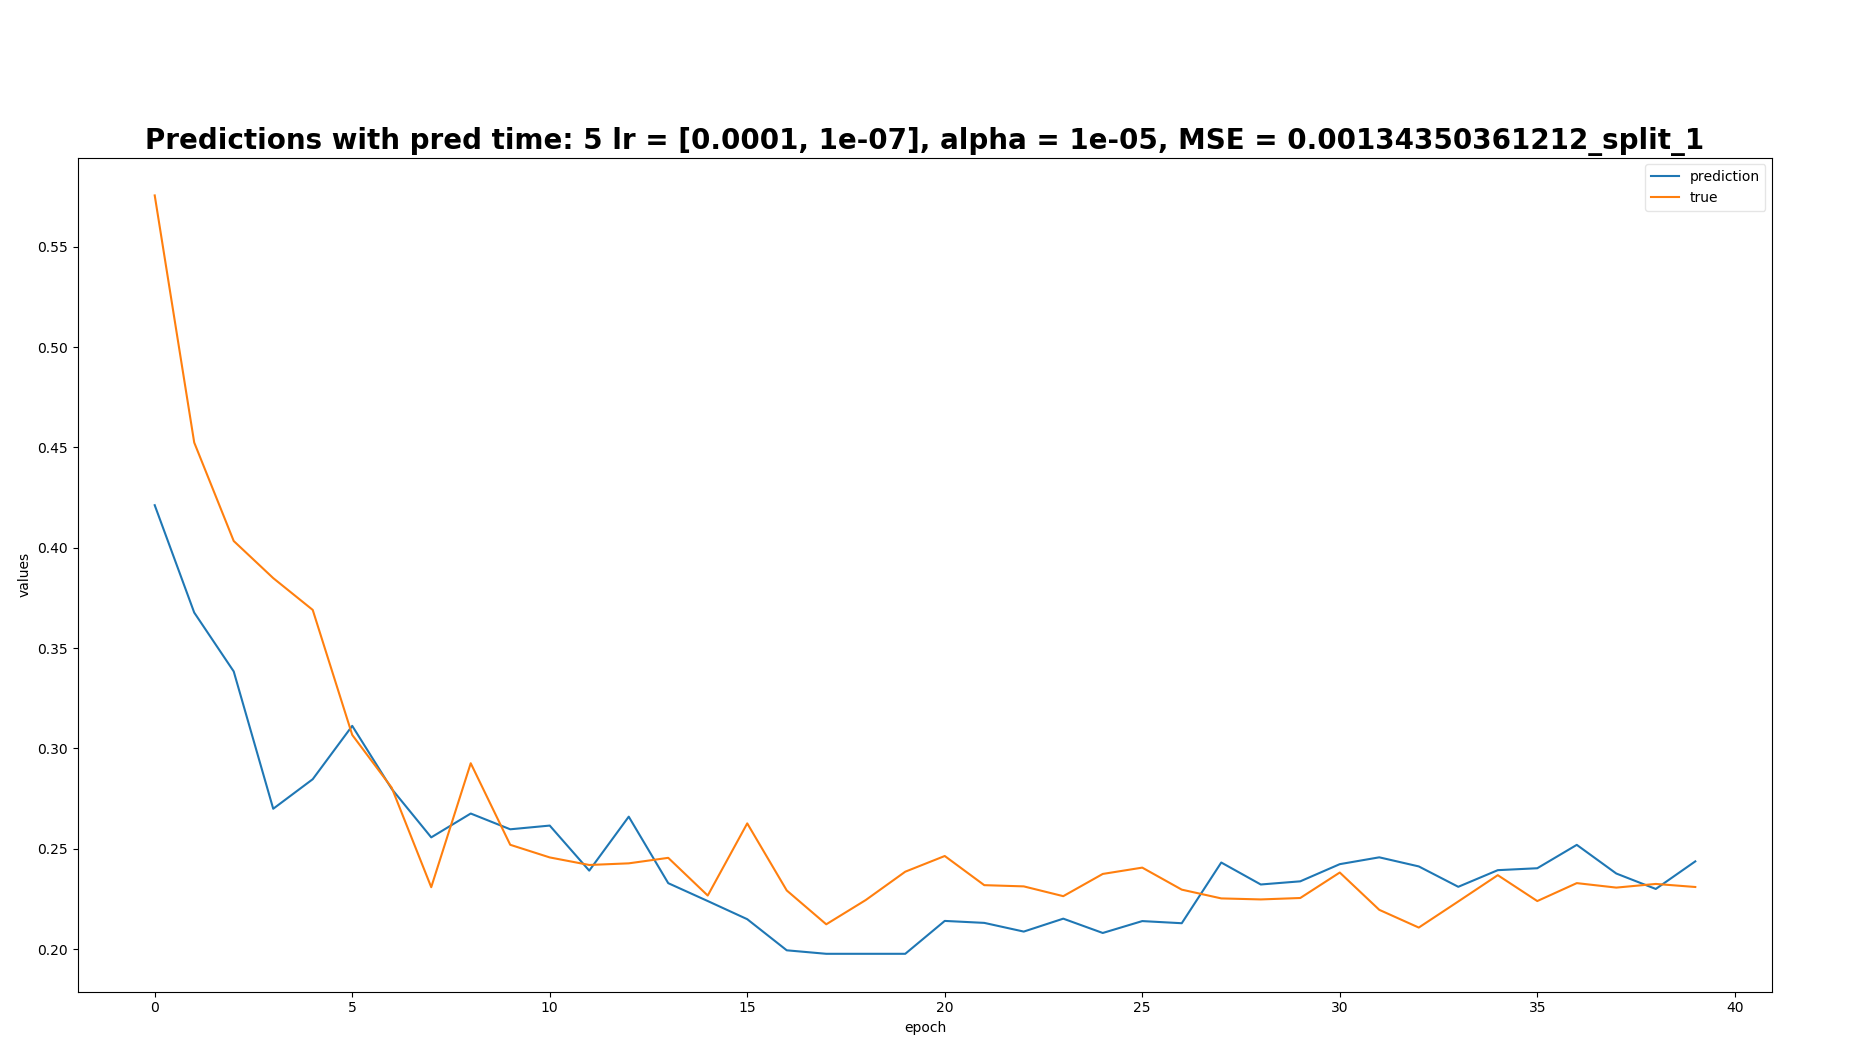 Predictions with pred time: 5 lr = [0.0001, 1e-07], alpha = 1e-05, MSE = 0.00134350361212_split_1
prediction
true
0.55
0.50
0.45
0.40
0.35
0.30
0.25
0.20
values
0 5 10 15 20 25 30 35 40
epoch